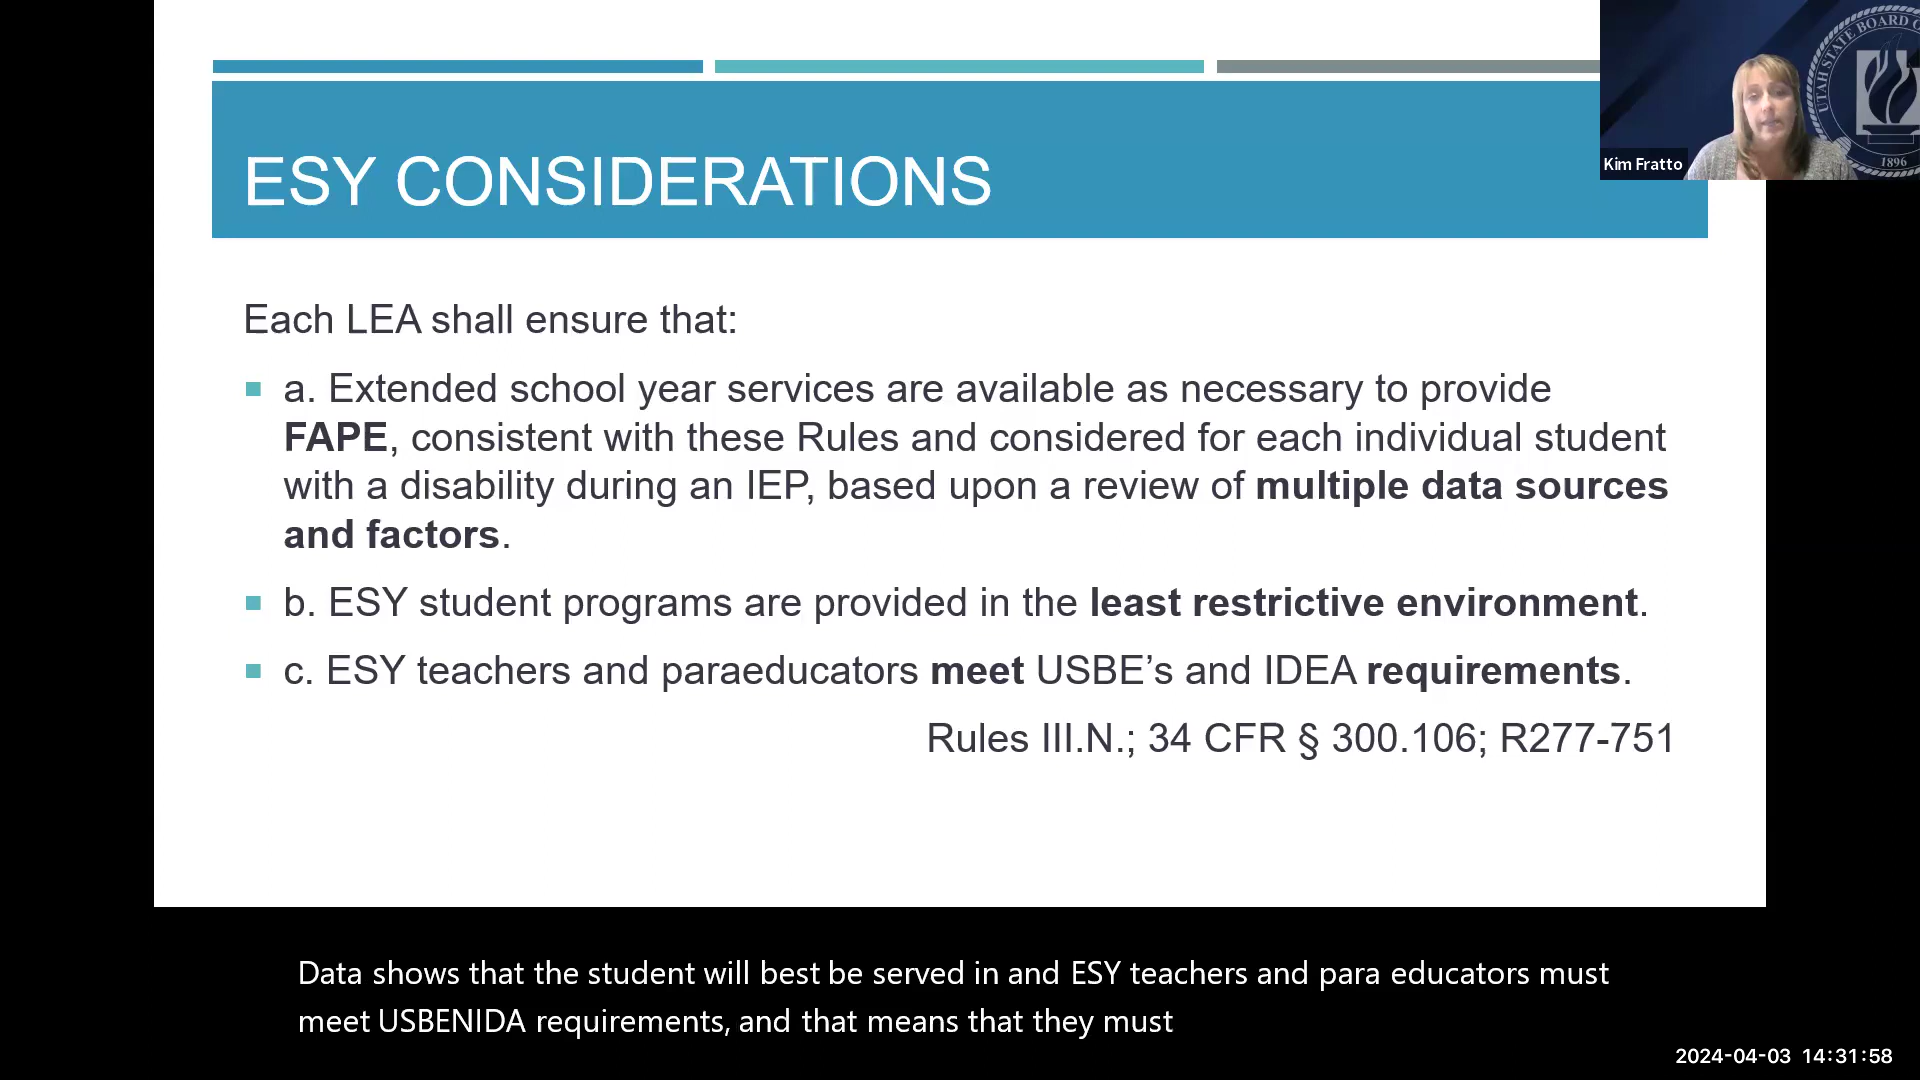 ESY CONSIDERATIONS
UTAH STATE BOARD O
1896
Kim Fratto
Each LEA shall ensure that:
a. Extended school year services are available as necessary to provide
FAPE, consistent with these Rules and considered for each individual student
with a disability during an IEP, based upon a review of multiple data sources
and factors.
b. ESY student programs are provided in the least restrictive environment.
c. ESY teachers and paraeducators meet USBE’s and IDEA requirements.
Rules III.N.; 34 CFR § 300.106; R277-751
Data shows that the student will best be served in and ESY teachers and para educators must
meet USBENIDA requirements, and that means that they must
2024-04-03 14:31:58